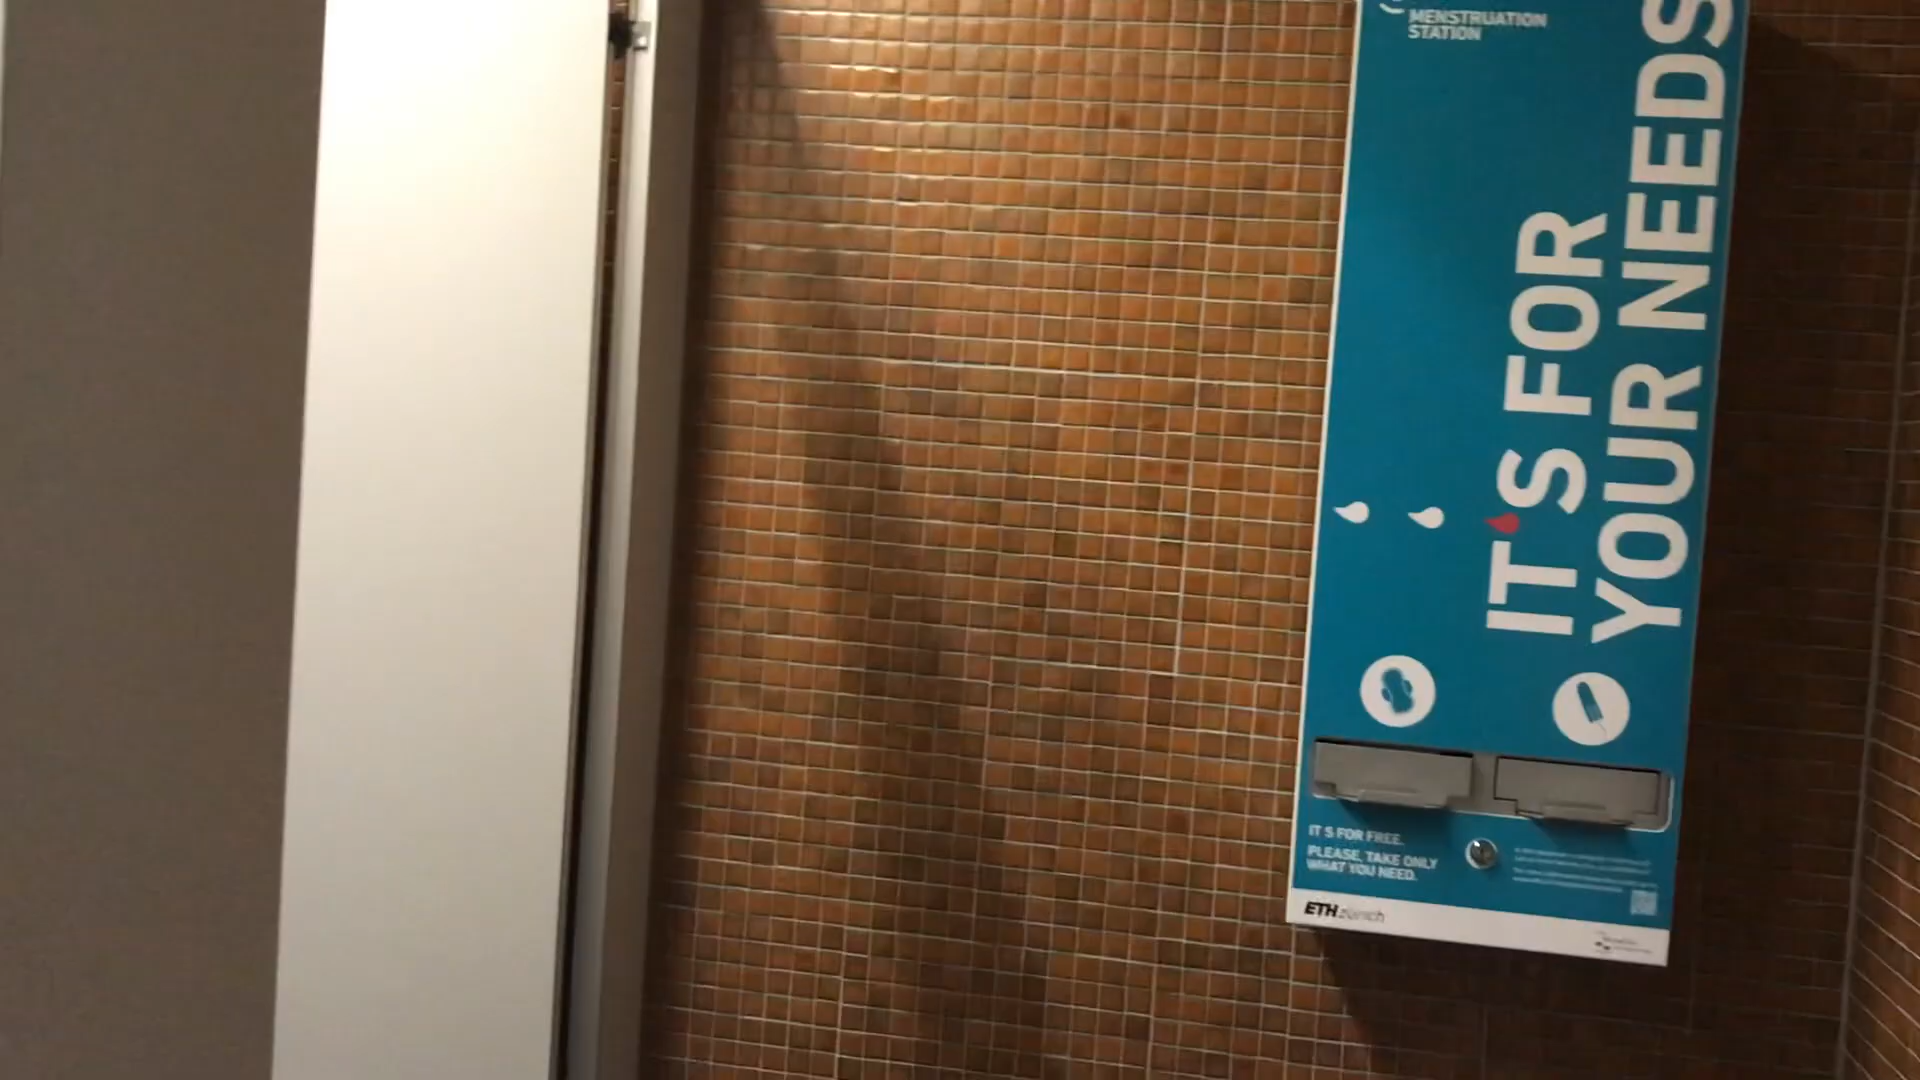 MENSTRUATION
STATION
IT'S FOR
YOUR NEEDS
IT'S FOR FREE.
PLEASE, TAKE ONLY
WHAT YOU NEED.
ETH zürich